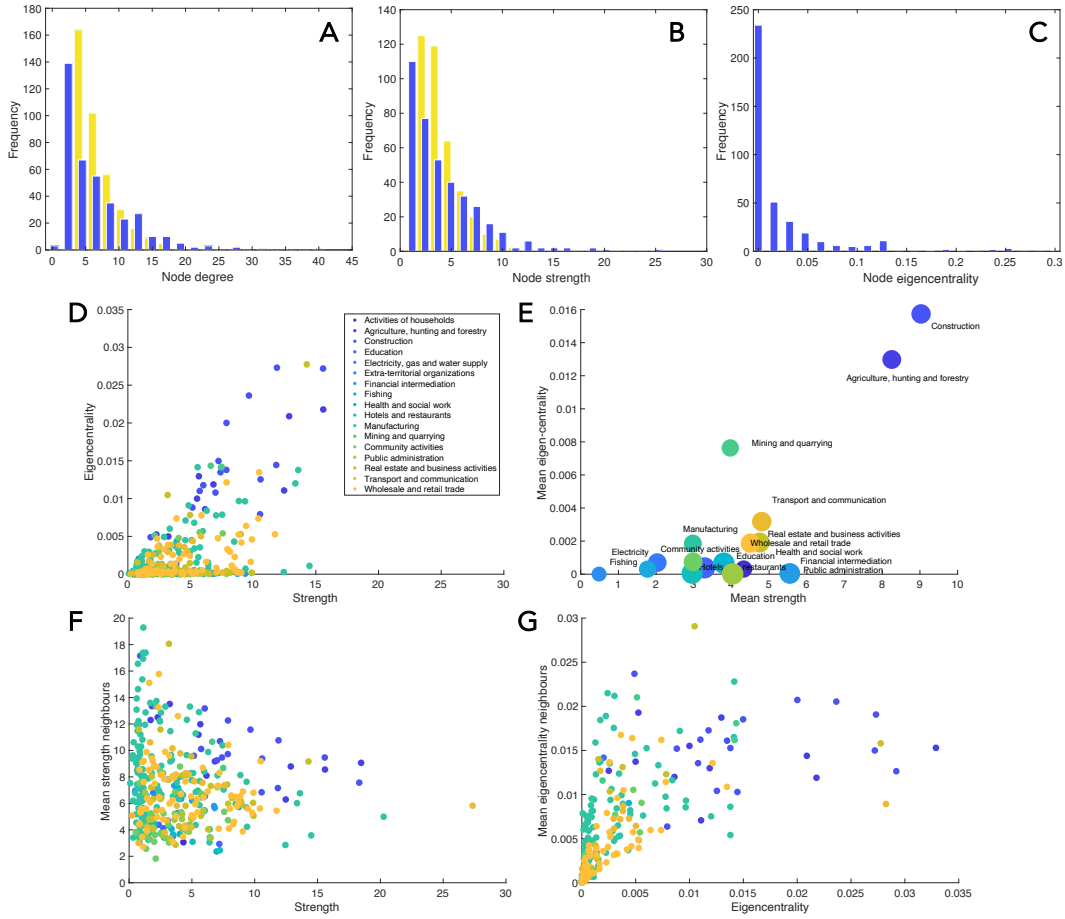 A
180
160
140
120
100
80
60
40
20
0
Frequency
0 5 10 15 20 25 30 35 40 45
Node degree
B
140
120
100
80
60
40
20
0
Frequency
0 5 10 15 20 25 30
Node strength
C
250
200
150
100
50
0
Frequency
0 0.05 0.1 0.15 0.2 0.25 0.3
Node eigencentrality
D
0.035
0.03
0.025
0.02
0.015
0.01
0.005
0
Eigencentrality
0 5 10 15 20 25 30
Strength
Activities of households
Agriculture, hunting and forestry
Construction
Education
Electricity, gas and water supply
Extra-territorial organizations
Financial intermediation
Fishing
Health and social work
Hotels and restaurants
Manufacturing
Mining and quarrying
Community activities
Public administration
Real estate and business activities
Transport and communication
Wholesale and retail trade
E
0.016
0.014
0.012
0.01
0.008
0.006
0.004
0.002
0
Mean eigen-centrality
Construction
Agriculture, hunting and forestry
Mining and quarrying
Transport and communication
Manufacturing
Real estate and business activities
Wholesale and retail trade
Electricity
Community activities
Education
Health and social work
Fishing
Hotels
restaurants
Financial intermediation
Public administration
0 1 2 3 4 5 6 7 8 9 10
Mean strength
F
20
18
16
14
12
10
8
6
4
2
0
Mean strength neighbours
0 5 10 15 20 25 30
Strength
G
0.03
0.025
0.02
0.015
0.01
0.005
0
Mean eigencentrality neighbours
0 0.005 0.01 0.015 0.02 0.025 0.03 0.035
Eigencentrality